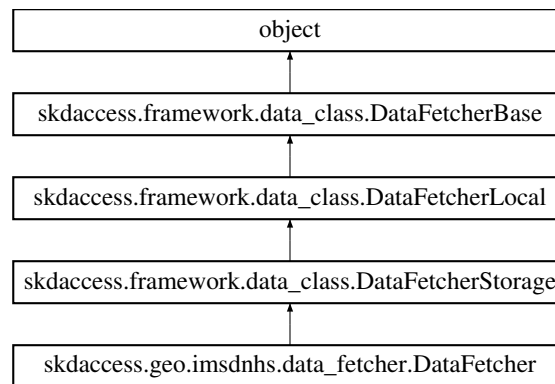 object
skdaccess.framework.data_class.DataFetcherBase
skdaccess.framework.data_class.DataFetcherLocal
skdaccess.framework.data_class.DataFetcherStorage
skdaccess.geo.imsdnhs.data_fetcher.DataFetcher